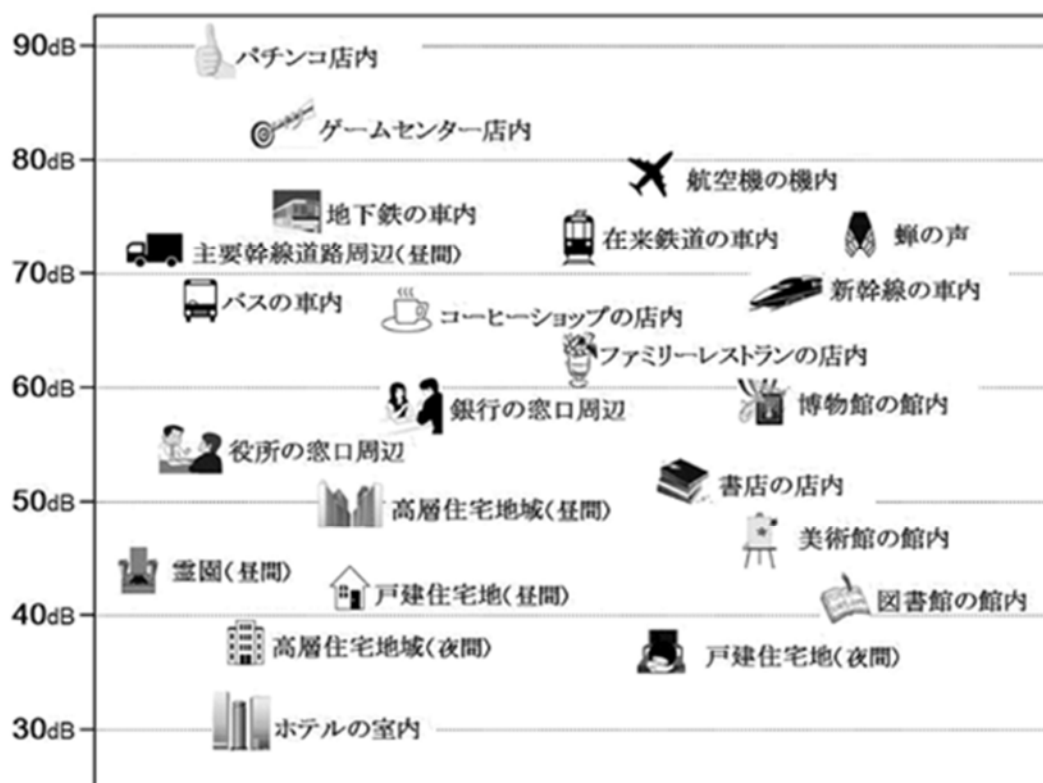 90dB
パチンコ店内
ゲームセンター店内
80dB
航空機の機内
地下鉄の車内
在来鉄道の車内
蝉の声
主要幹線道路周辺(昼間)
70dB
新幹線の車内
バスの車内
コーヒーショップの店内
ファミリーレストランの店内
60dB
銀行の窓口周辺
博物館の館内
役所の窓口周辺
書店の店内
50dB
高層住宅地域(昼間)
美術館の館内
霊園(昼間)
戸建住宅地(昼間)
図書館の館内
40dB
高層住宅地域(夜間)
戸建住宅地(夜間)
30dB
ホテルの室内